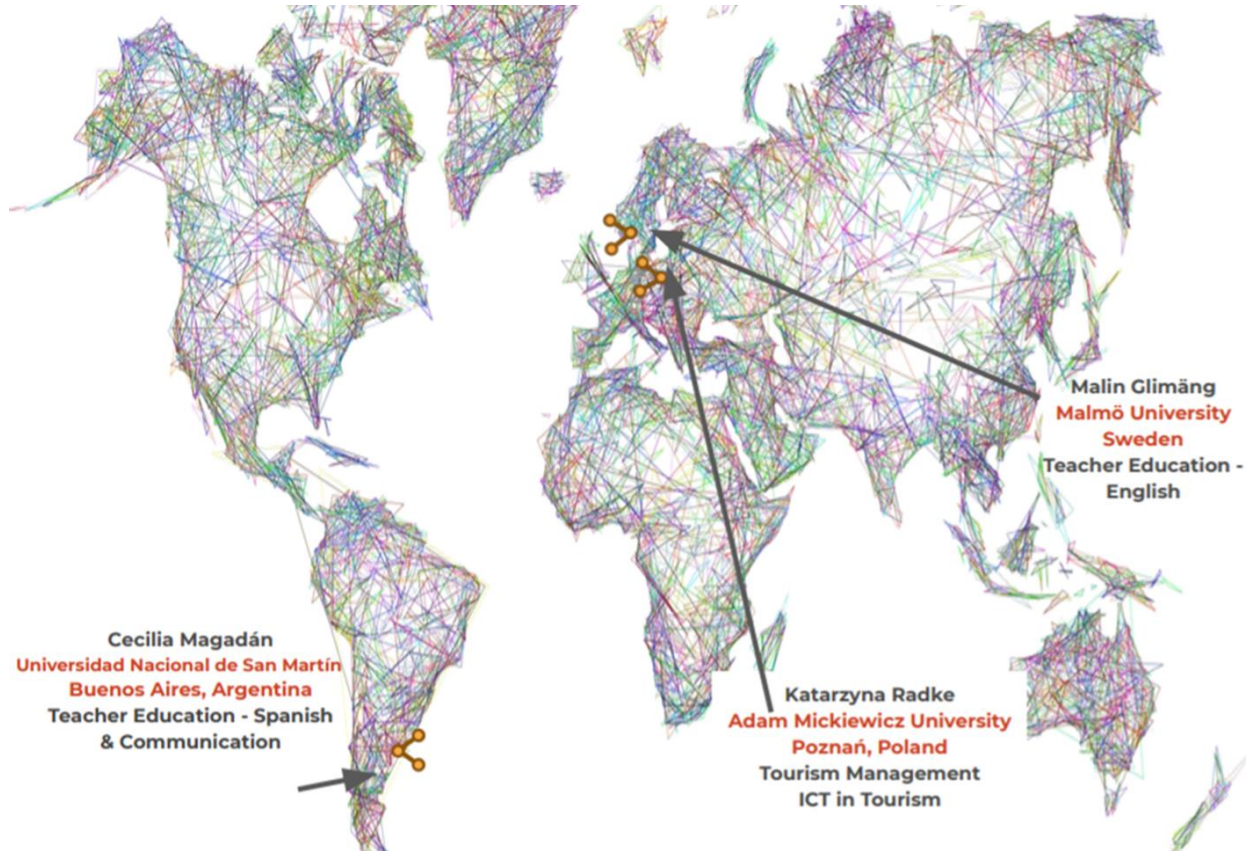 Malin Glimäng
Malmö University
Sweden
Teacher Education -
English
Cecilia Magadán
Universidad Nacional de San Martín
Buenos Aires, Argentina
Teacher Education - Spanish
& Communication
Katarzyna Radke
Adam Mickiewicz University
Poznań, Poland
Tourism Management
ICT in Tourism